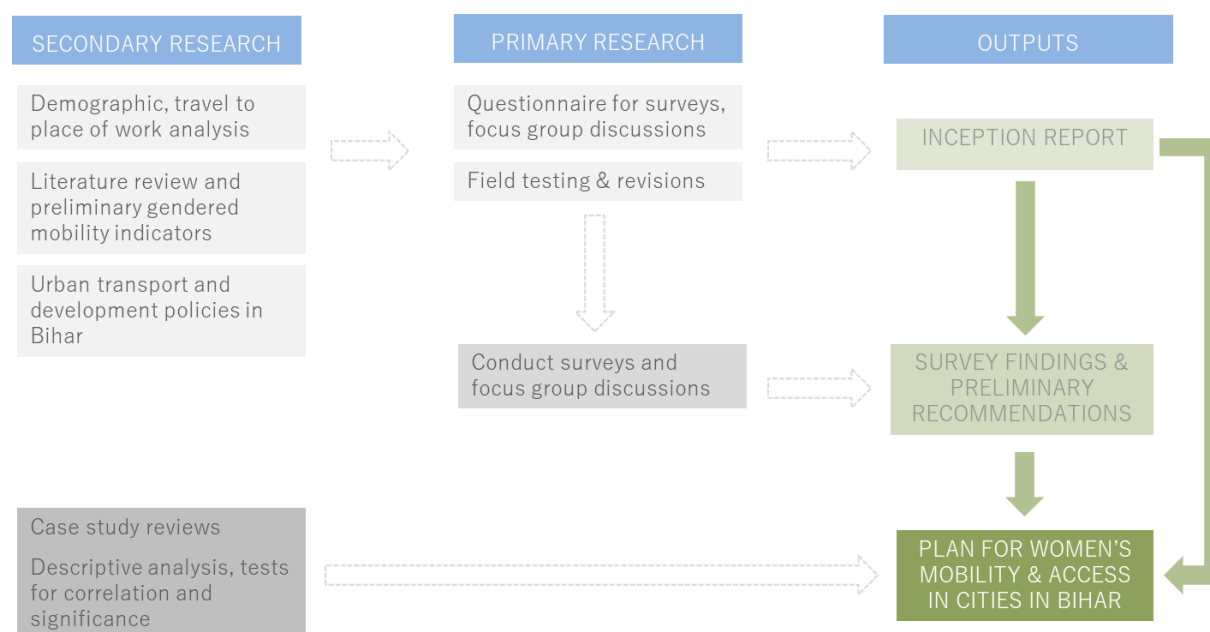 SECONDARY RESEARCH
Demographic, travel to
place of work analysis
Literature review and
preliminary gendered
mobility indicators
Urban transport and
development policies in
Bihar
Case study reviews
Descriptive analysis, tests
for correlation and
significance
PRIMARY RESEARCH
Questionnaire for surveys,
focus group discussions
Field testing & revisions
Conduct surveys and
focus group discussions
OUTPUTS
INCEPTION REPORT
SURVEY FINDINGS &
PRELIMINARY
RECOMMENDATIONS
PLAN FOR WOMEN'S
MOBILITY & ACCESS
IN CITIES IN BIHAR